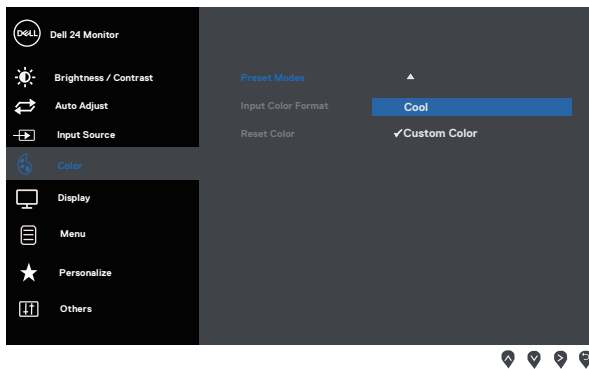 DELL Dell 24 Monitor
Brightness / Contrast
Preset Modes
Auto Adjust
Input Color Format
Cool
Input Source
Reset Color
✓Custom Color
Color
Display
Menu
Personalize
Others